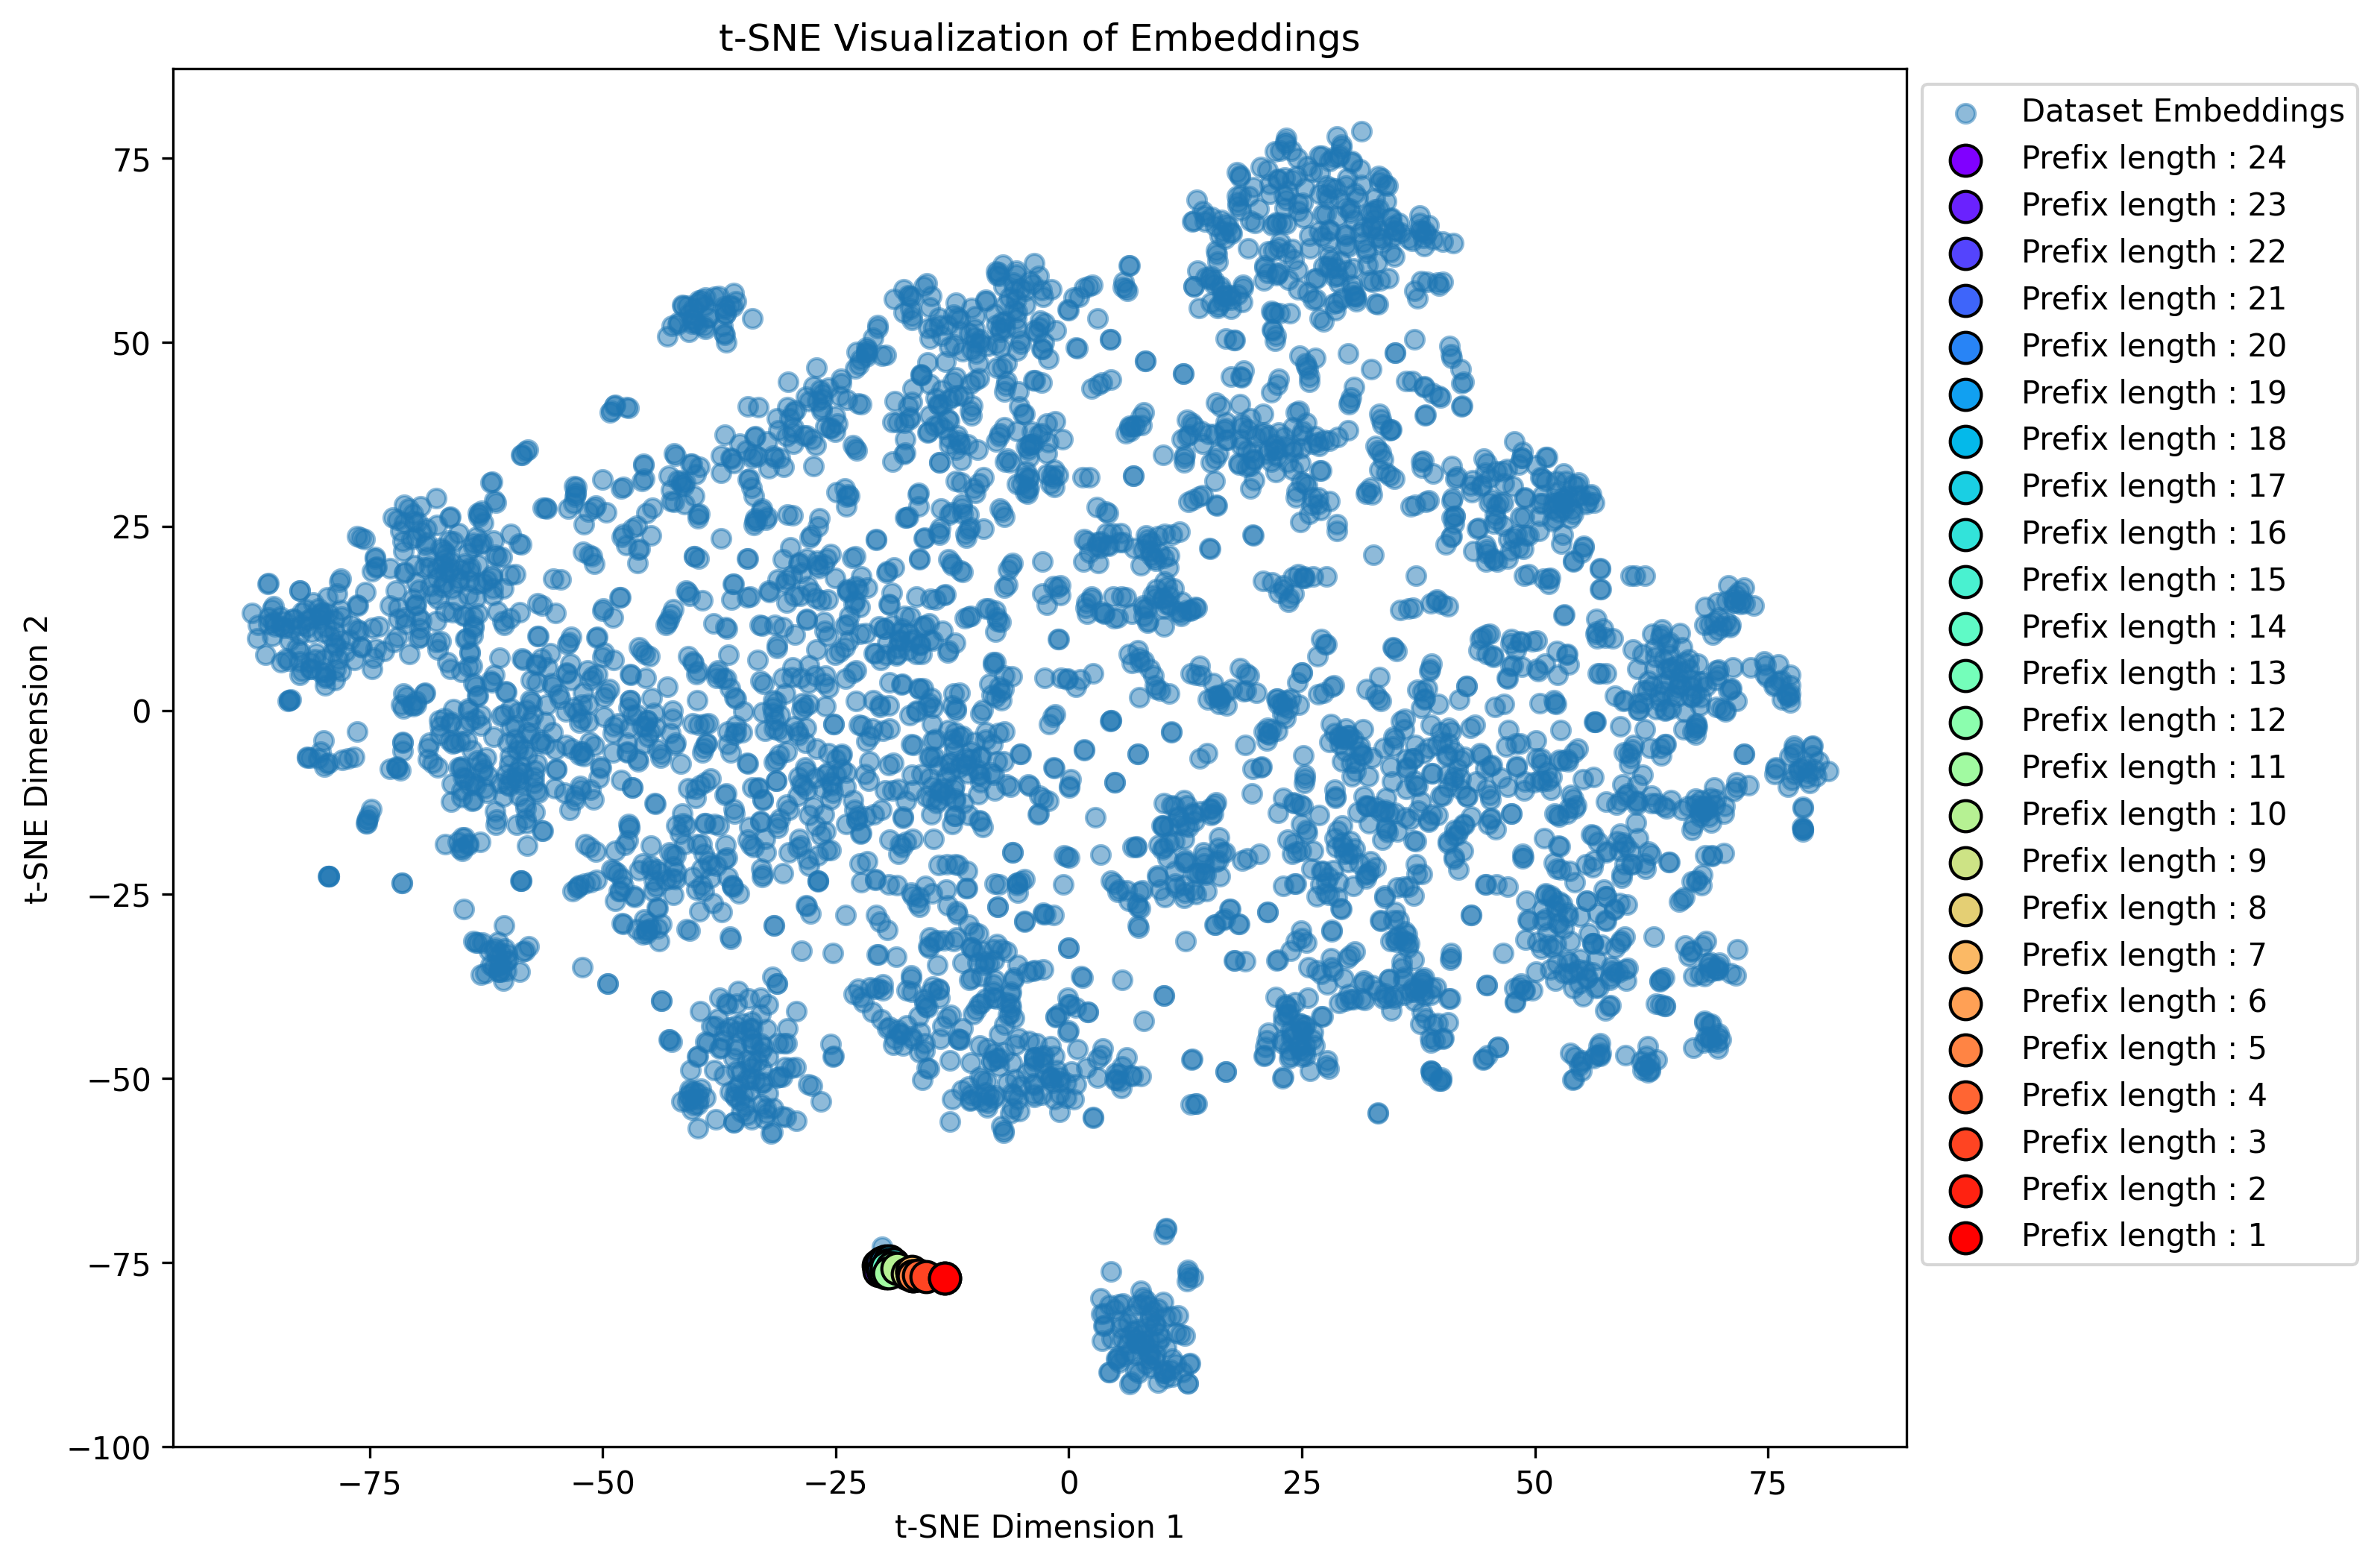 t-SNE Visualization of Embeddings
t-SNE Dimension 2
75
50
25
0
−25
−50
−75
−100
−75
−50
−25
0
25
50
75
t-SNE Dimension 1
Dataset Embeddings
Prefix length : 24
Prefix length : 23
Prefix length : 22
Prefix length : 21
Prefix length : 20
Prefix length : 19
Prefix length : 18
Prefix length : 17
Prefix length : 16
Prefix length : 15
Prefix length : 14
Prefix length : 13
Prefix length : 12
Prefix length : 11
Prefix length : 10
Prefix length : 9
Prefix length : 8
Prefix length : 7
Prefix length : 6
Prefix length : 5
Prefix length : 4
Prefix length : 3
Prefix length : 2
Prefix length : 1